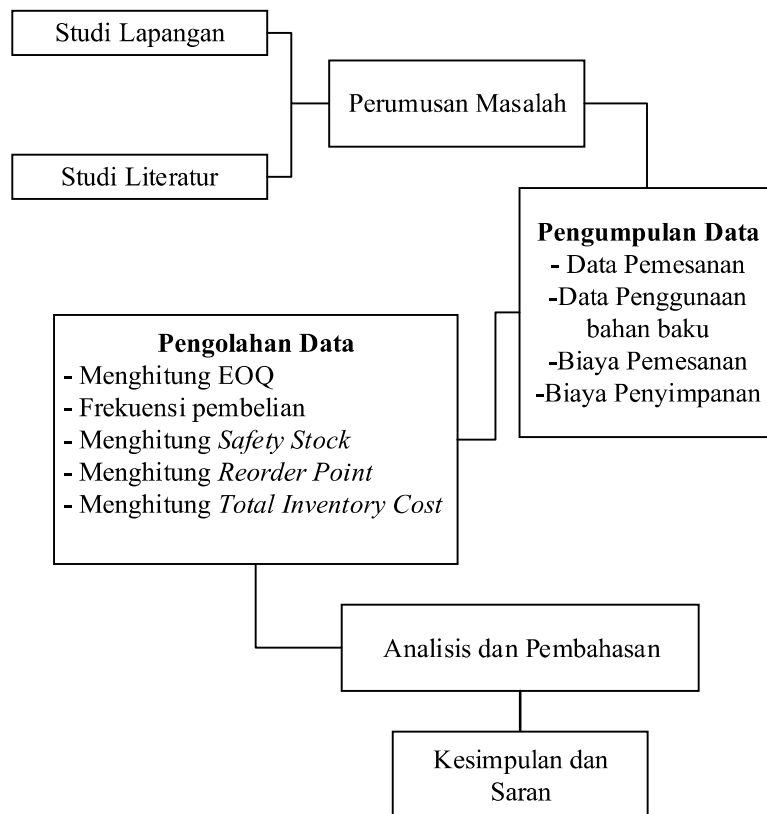 Studi Lapangan
Perumusan Masalah
Studi Literatur
Pengumpulan Data
- Data Pemesanan
-Data Penggunaan
bahan baku
-Biaya Pemesanan
-Biaya Penyimpanan
Pengolahan Data
- Menghitung EOQ
- Frekuensi pembelian
- Menghitung Safety Stock
- Menghitung Reorder Point
- Menghitung Total Inventory Cost
Analisis dan Pembahasan
Kesimpulan dan
Saran